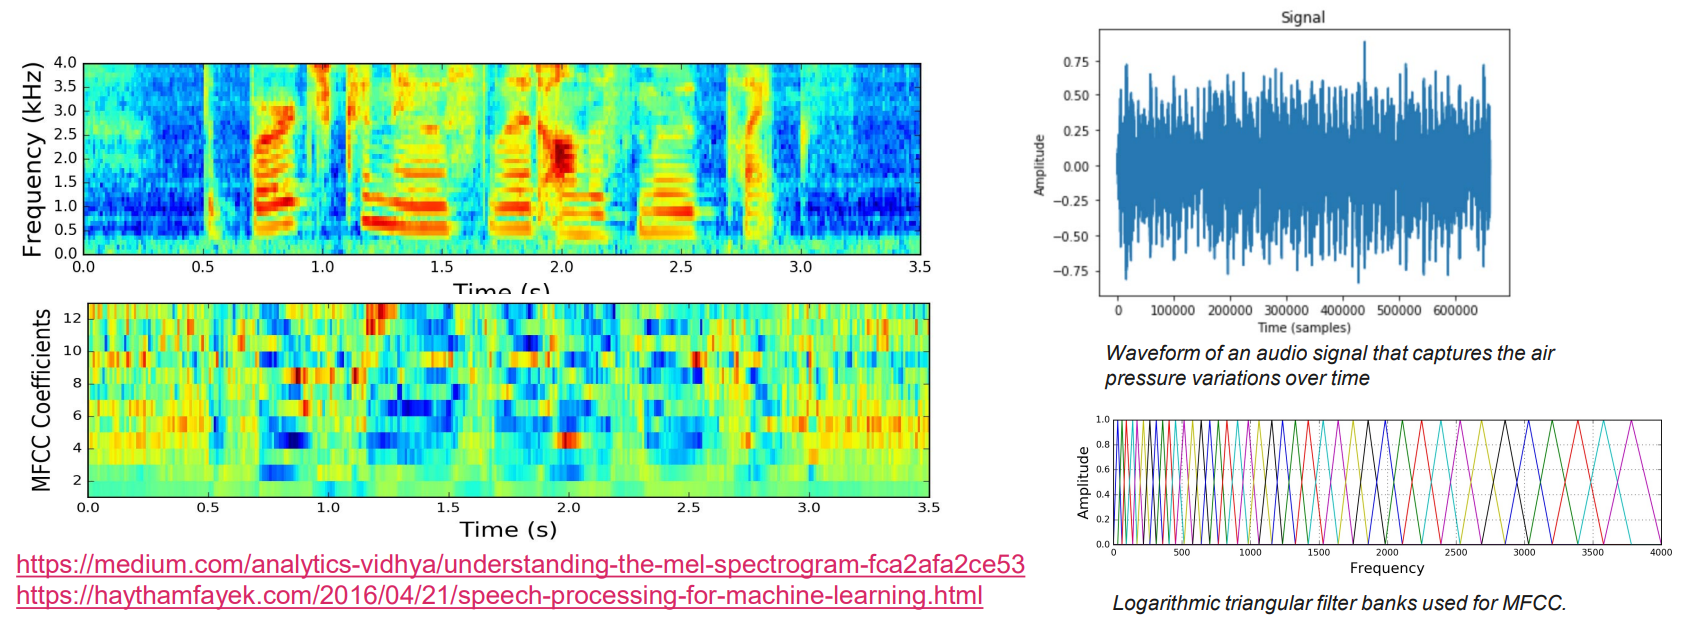 4.0
3.5
3.0
2.5
2.0
1.5
1.0
0.5
0.0
Frequency (kHz)
0.0 0.5 1.0 1.5 2.0 2.5 3.0 3.5
Time (s)
12
10
8
6
4
2
MFCC Coefficients
0.0 0.5 1.0 1.5 2.0 2.5 3.0 3.5
Time (s)
https://medium.com/analytics-vidhya/understanding-the-mel-spectrogram-fca2afa2ce53
https://haythamfayek.com/2016/04/21/speech-processing-for-machine-learning.html
Signal
0.75
0.50
0.25
0.00
−0.25
−0.50
−0.75
Amplitude
0 100000 200000 300000 400000 500000 600000
Time (samples)
Waveform of an audio signal that captures the air
pressure variations over time
1.0
0.8
0.6
0.4
0.2
0.0
Amplitude
0 500 1000 1500 2000 2500 3000 3500 4000
Frequency
Logarithmic triangular filter banks used for MFCC.